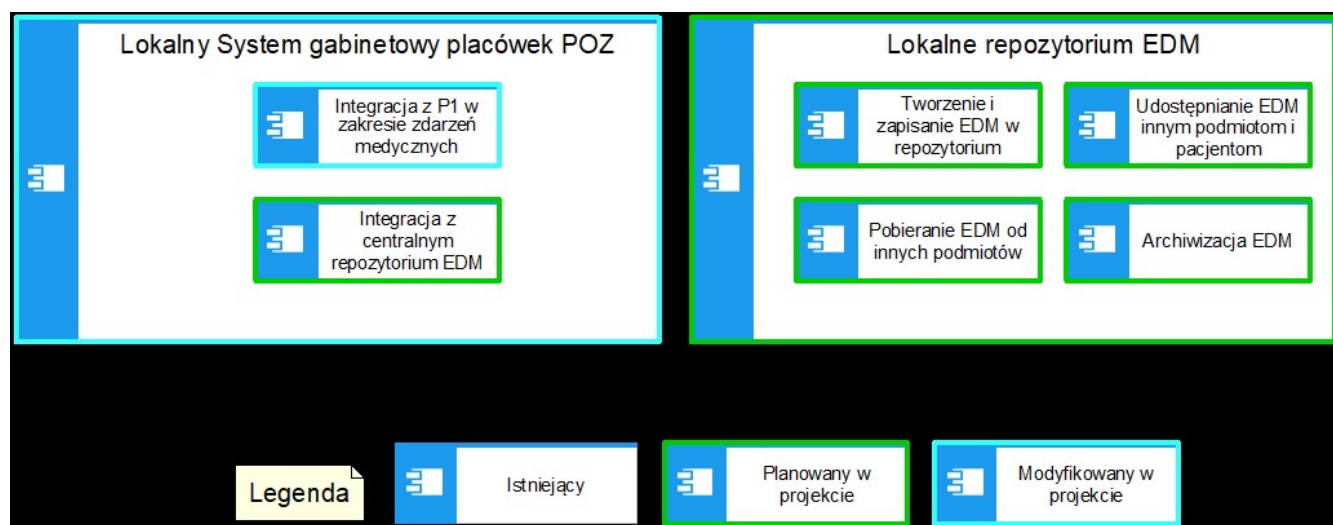 Lokalny System gabinetowy placówek POZ
Integracja z P1 w
zakresie zdarzeń
medycznych
Integracja z
centralnym
repozytorium EDM
Lokalne repozytorium EDM
Tworzenie i
zapisanie EDM w
repozytorium
Udostępnianie EDM
innym podmiotom i
pacjentom
Pobieranie EDM od
innych podmiotów
Archiwizacja EDM
Legenda
Istniejący
Planowany w
projekcie
Modyfikowany w
projekcie